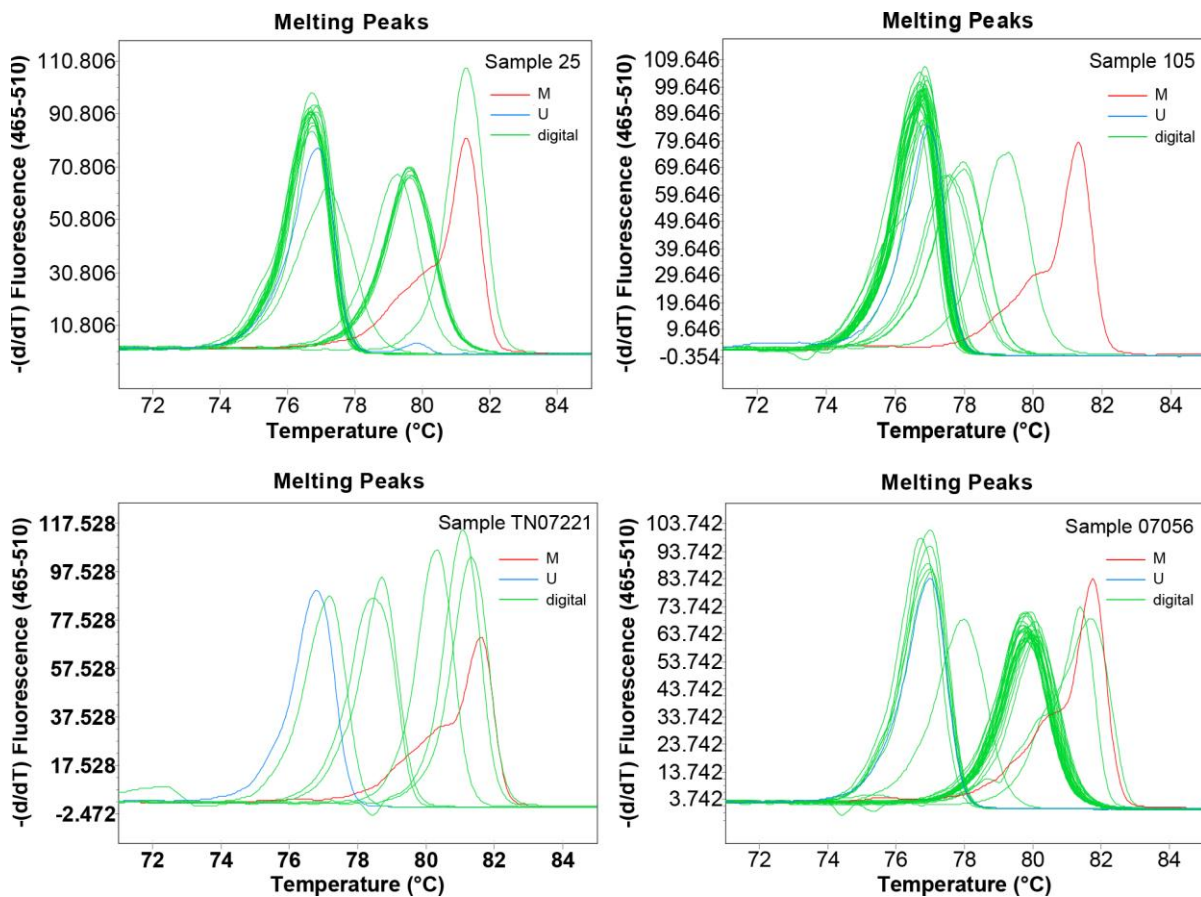 Melting Peaks
-(d/dT) Fluorescence (465-510)
110.806
90.806
70.806
50.806
30.806
10.806
Sample 25
M
U
digital
72 74 76 78 80 82 84
Temperature (°C)
Melting Peaks
-(d/dT) Fluorescence (465-510)
109.646
99.646
89.646
79.646
69.646
59.646
49.646
39.646
29.646
19.646
9.646
-0.354
Sample 105
M
U
digital
72 74 76 78 80 82 84
Temperature (°C)
Melting Peaks
-(d/dT) Fluorescence (465-510)
117.528
97.528
77.528
57.528
37.528
17.528
-2.472
Sample TN07221
M
U
digital
72 74 76 78 80 82 84
Temperature (°C)
Melting Peaks
-(d/dT) Fluorescence (465-510)
103.742
93.742
83.742
73.742
63.742
53.742
43.742
33.742
23.742
13.742
3.742
Sample 07056
M
U
digital
72 74 76 78 80 82 84
Temperature (°C)